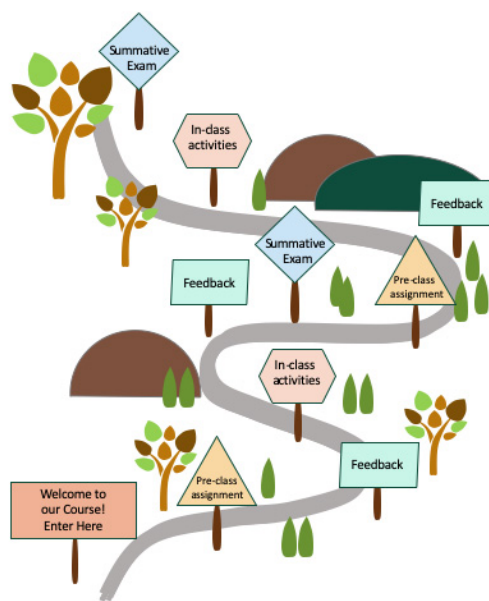 Summative
Exam
In-class
activities
Feedback
Summative
Exam
Feedback
Pre-class
assignment
In-class
activities
Feedback
Pre-class
assignment
Welcome to
our Course!
Enter Here